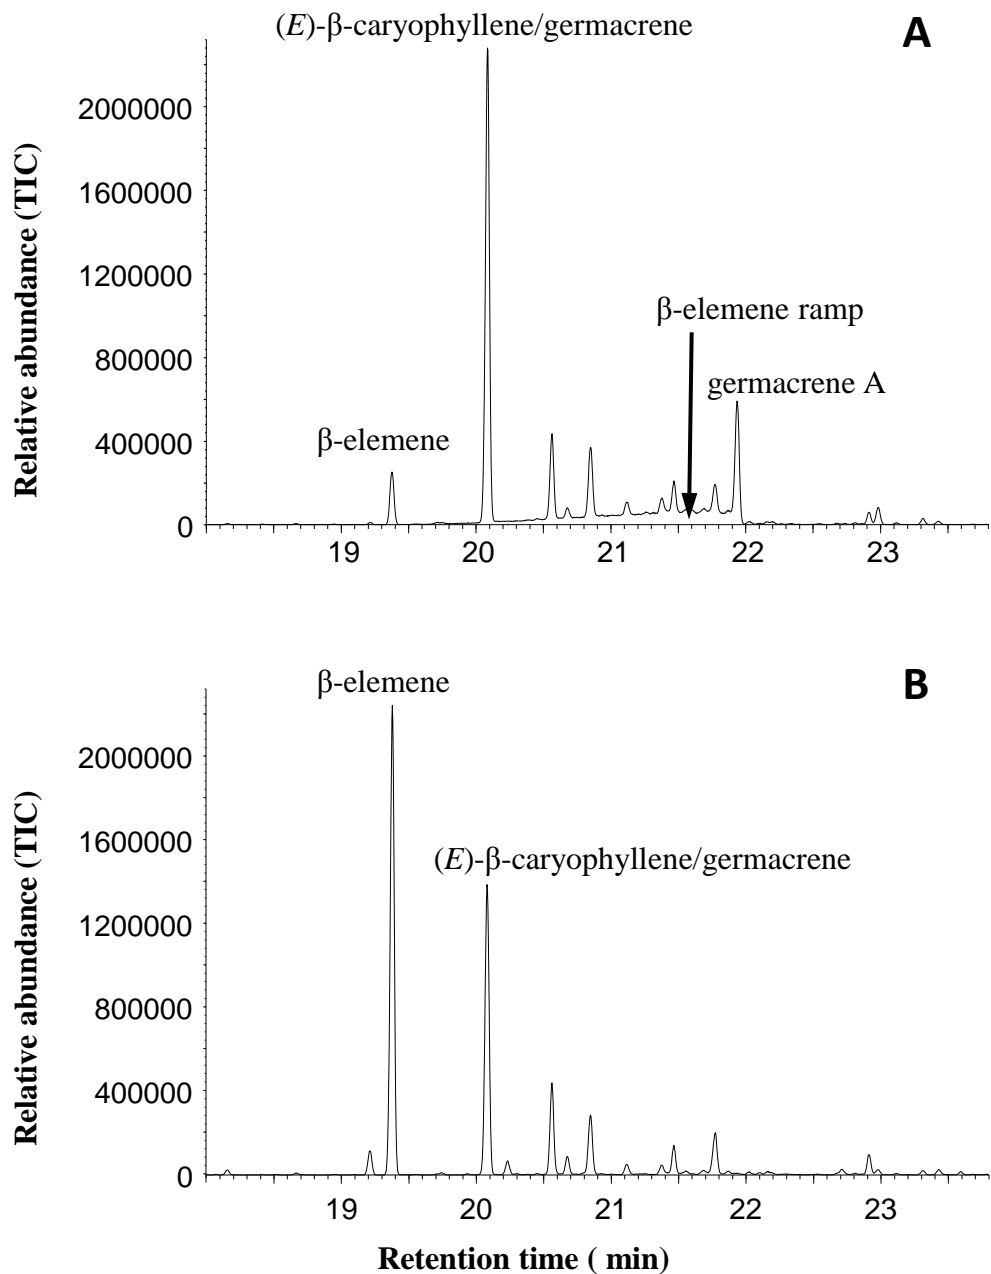 (E)-β-caryophyllene/germacrene
A
Relative abundance (TIC)
2000000
1600000
1200000
800000
400000
0
β-elemene ramp
germacrene A
β-elemene
19 20 21 22 23
β-elemene
B
Relative abundance (TIC)
2000000
1600000
1200000
800000
400000
0
(E)-β-caryophyllene/germacrene
19 20 21 22 23
Retention time ( min)